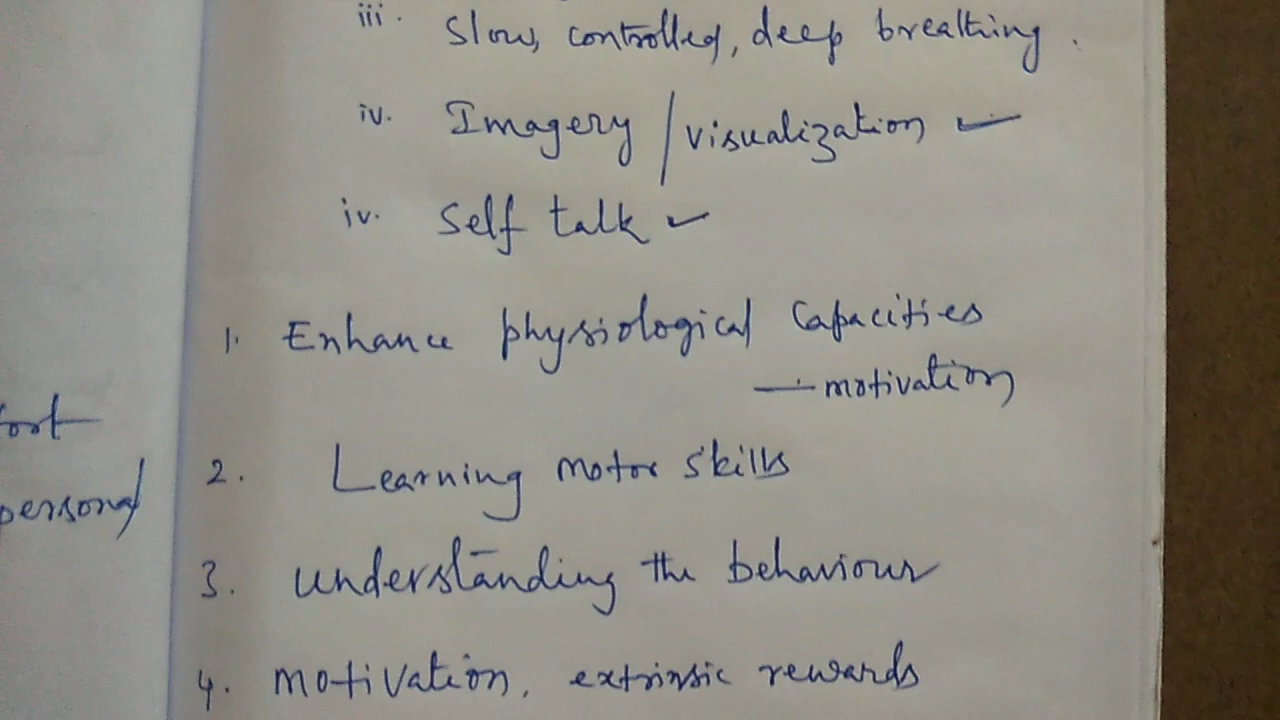 iii. Slow, controlled, deep breathing.
iv. Imagery / visualization
iv. Self talk
1. Enhance physiological capacities
— motivation
2. Learning motor skills
3. understanding the behaviour
4. motivation, extrinsic rewards
personal